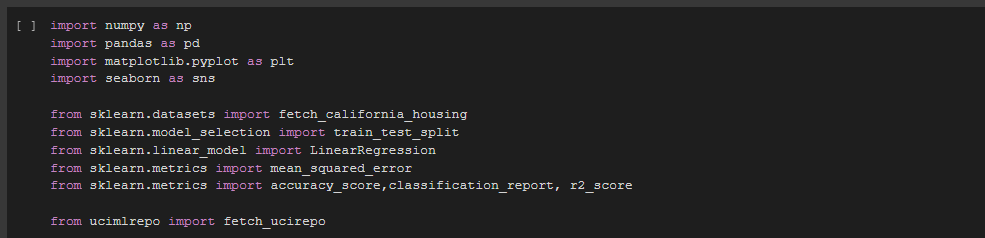 [ ] import numpy as np
import pandas as pd
import matplotlib.pyplot as plt
import seaborn as sns
from sklearn.datasets import fetch_california_housing
from sklearn.model_selection import train_test_split
from sklearn.linear_model import LinearRegression
from sklearn.metrics import mean_squared_error
from sklearn.metrics import accuracy_score,classification_report, r2_score
from ucimlrepo import fetch_ucirepo